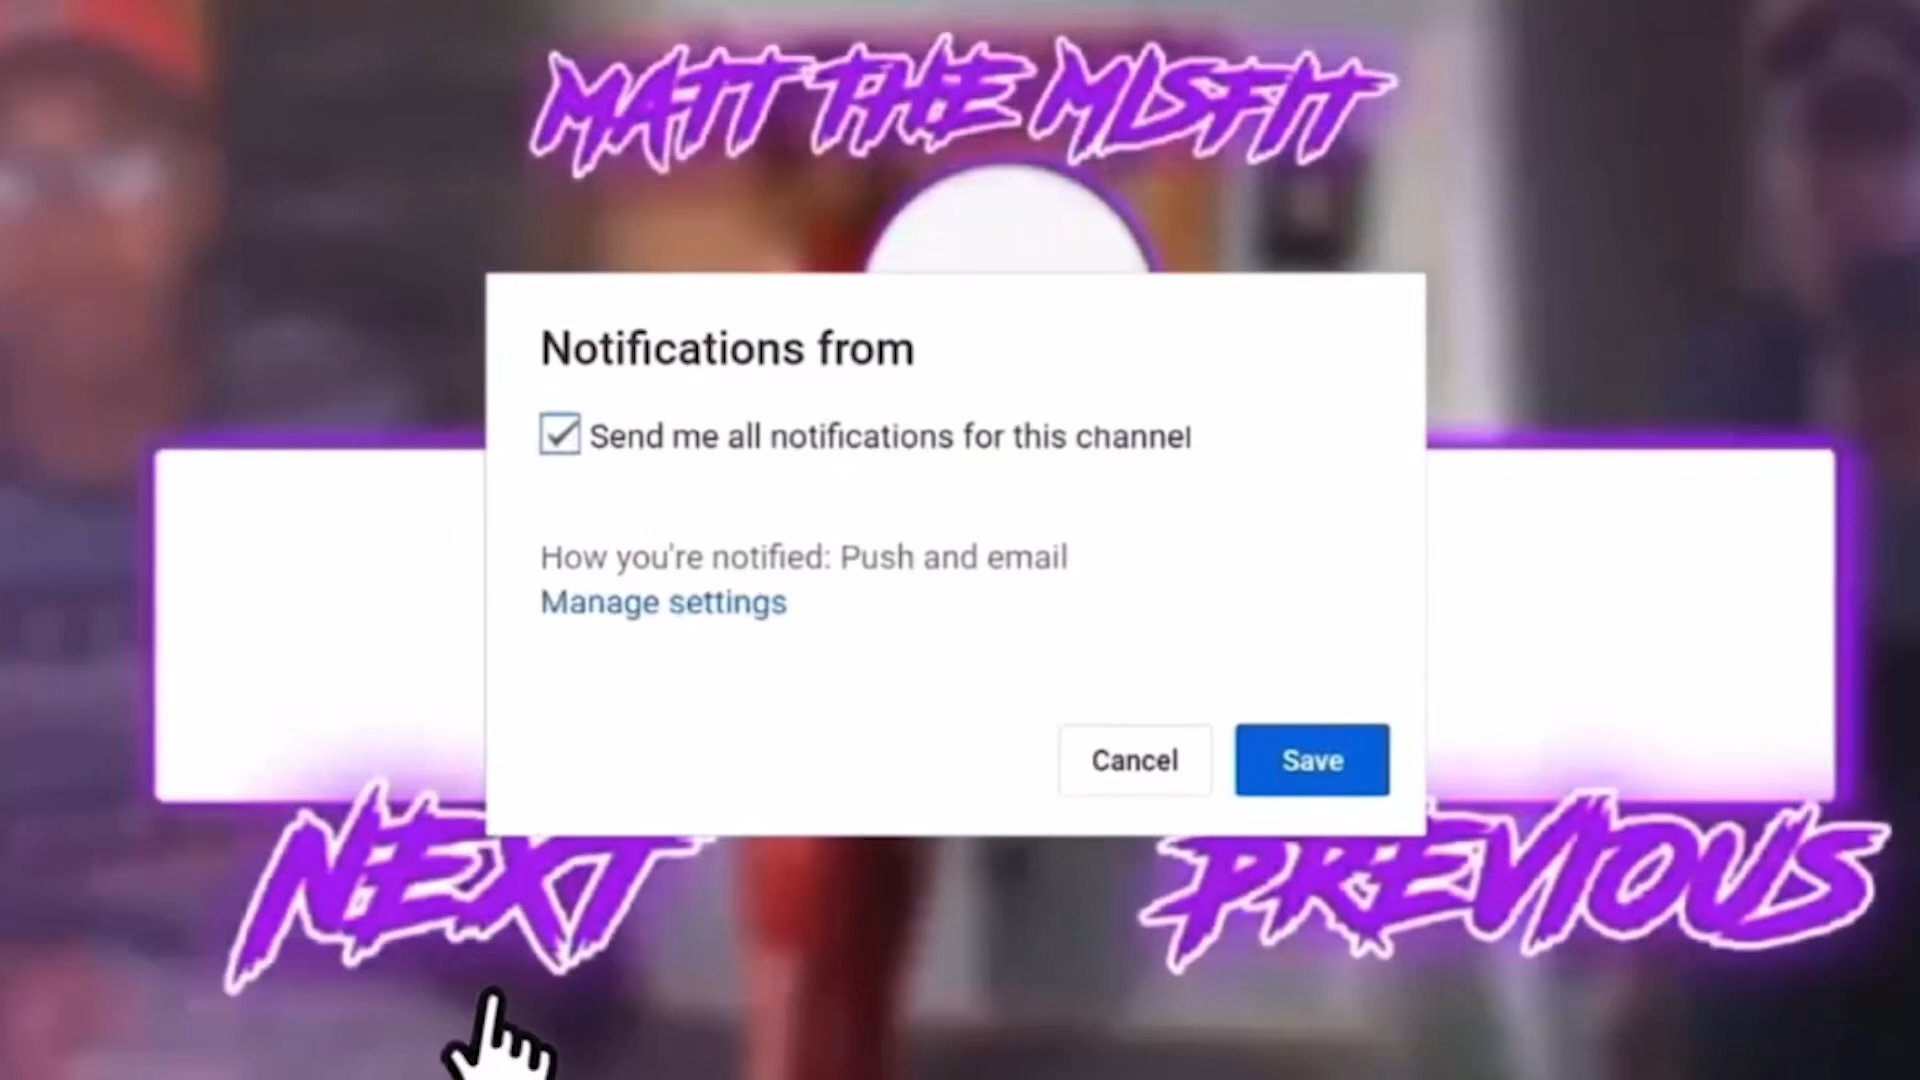 MATT THE MISFIT
Notifications from
Send me all notifications for this channel
How you're notified: Push and email
Manage settings
Cancel
Save
NEXT
PREVIOUS